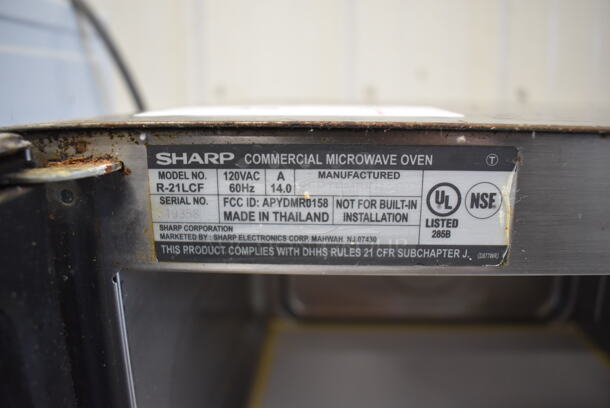 SHARP COMMERCIAL MICROWAVE OVEN
T
MODEL NO. 120VAC A MANUFACTURED
R-21LCF 60Hz 14.0
SERIAL NO. FCC ID: APYDMR0158 NOT FOR BUILT-IN
MADE IN THAILAND INSTALLATION
UL NSE
LISTED
285B
SHARP CORPORATION
MARKETED BY : SHARP ELECTRONICS CORP. MAHWAH, NJ.07430
THIS PRODUCT COMPLIES WITH DHHS RULES 21 CFR SUBCHAPTER J.